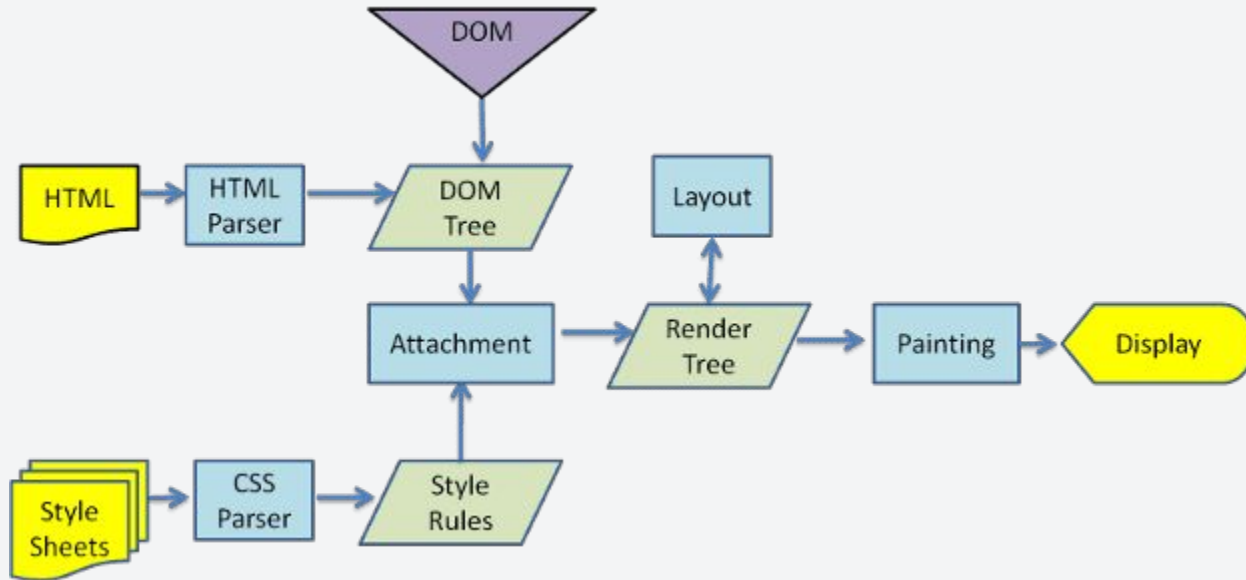 DOM
HTML
HTML
Parser
DOM
Tree
Layout
Attachment
Render
Tree
Painting
Display
Style
Sheets
CSS
Parser
Style
Rules